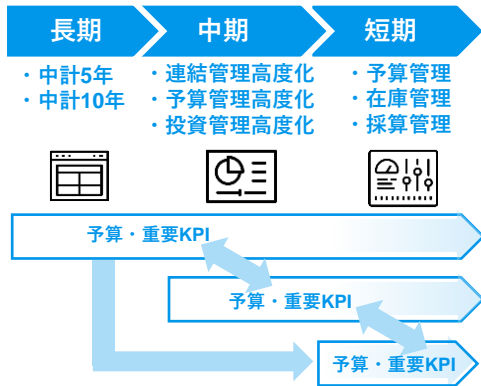 長期
中期
短期
・中計5年
・中計10年
・連結管理高度化
・予算管理高度化
・投資管理高度化
・予算管理
・在庫管理
・採算管理
予算・重要KPI
予算・重要KPI
予算・重要KPI